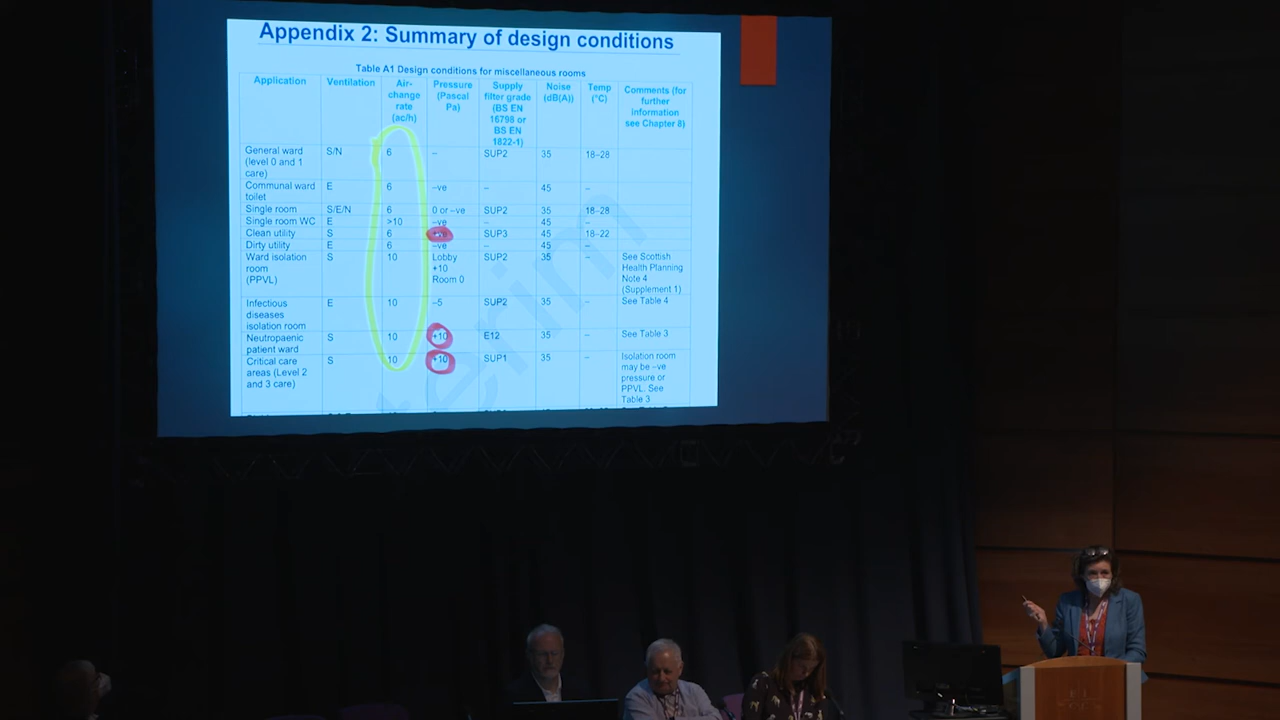 Appendix 2: Summary of design conditions
Table A1 Design conditions for miscellaneous rooms
Application Ventilation Air- Pressure Supply Noise Temp Comments (for
change (Pascal filter grade (dB(A)) (°C) further
rate Pa) (BS EN information
(ac/h) 16798 or see Chapter 8)
BS EN
1822-1)
General ward S/N 6 – SUP2 35 18–28
(level 0 and 1
care)
Communal ward E 6 –ve – 45 –
toilet
Single room S/E/N 6 0 or –ve SUP2 35 18–28
Single room WC E >10 –ve – 45 –
Clean utility S 6 SUP3 45 18–22
Dirty utility E 6 –ve – 45 –
Ward isolation S 10 Lobby SUP2 35 – See Scottish
room +10 Health Planning
(PPVL) Room 0 Note 4
(Supplement 1)
Infectious E 10 –5 SUP2 35 – See Table 4
diseases
isolation room
Neutropaenic S 10 +10 E12 35 – See Table 3
patient ward
Critical care S 10 +10 SUP1 35 – Isolation room
areas (Level 2 may be –ve
and 3 care) pressure or
PPVL. See
Table 3